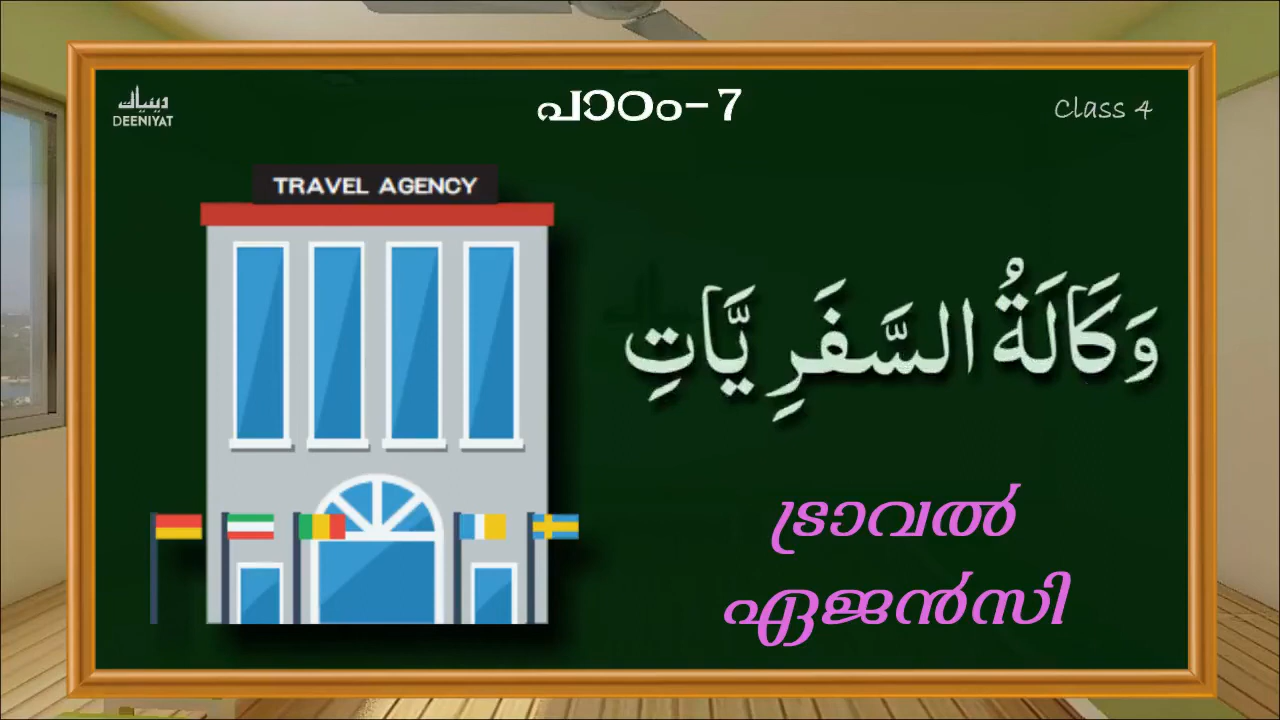 دينيات
DEENIYAT
പാഠം-7
Class 4
TRAVEL AGENCY
وَكَالَةُ السَّفَرِيَّاتِ
ട്രാവൽ
ഏജൻസി